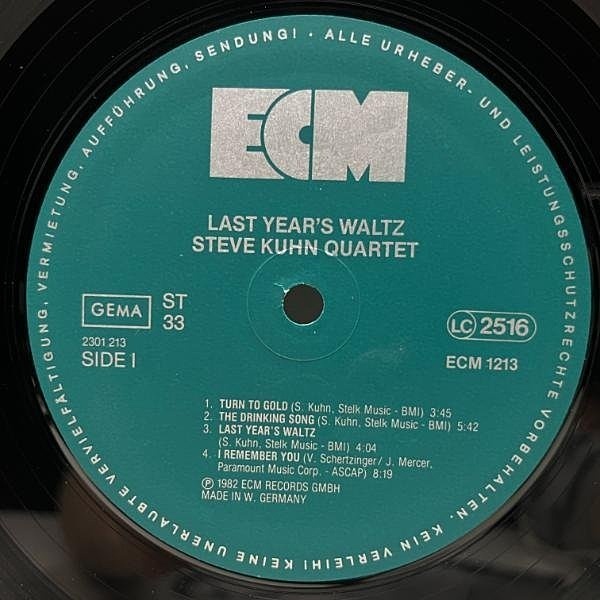 ALLE URHEBER- UND LEISTUNGSSCHUTZRECHTE VORBEHALTEN. KEIN VERLEIH! KEINE UNERLAUBTE VERVIELFÄLTIGUNG, VERMIETUNG, AUFFÜHRUNG, SENDUNG! ·
ECM
LAST YEAR'S WALTZ
STEVE KUHN QUARTET
GEMA
ST
33
2301 213
SIDE I
LC 2516
ECM 1213
1. TURN TO GOLD (S. Kuhn, Stelk Music - BMI) 3:45
2. THE DRINKING SONG (S. Kuhn, Stelk Music - BMI) 5:42
3. LAST YEAR'S WALTZ
(S. Kuhn, Stelk Music - BMI) 4:04
4. I REMEMBER YOU (V. Schertzinger / J. Mercer,
Paramount Music Corp. - ASCAP) 8:19
Ⓟ 1982 ECM RECORDS GMBH
MADE IN W. GERMANY